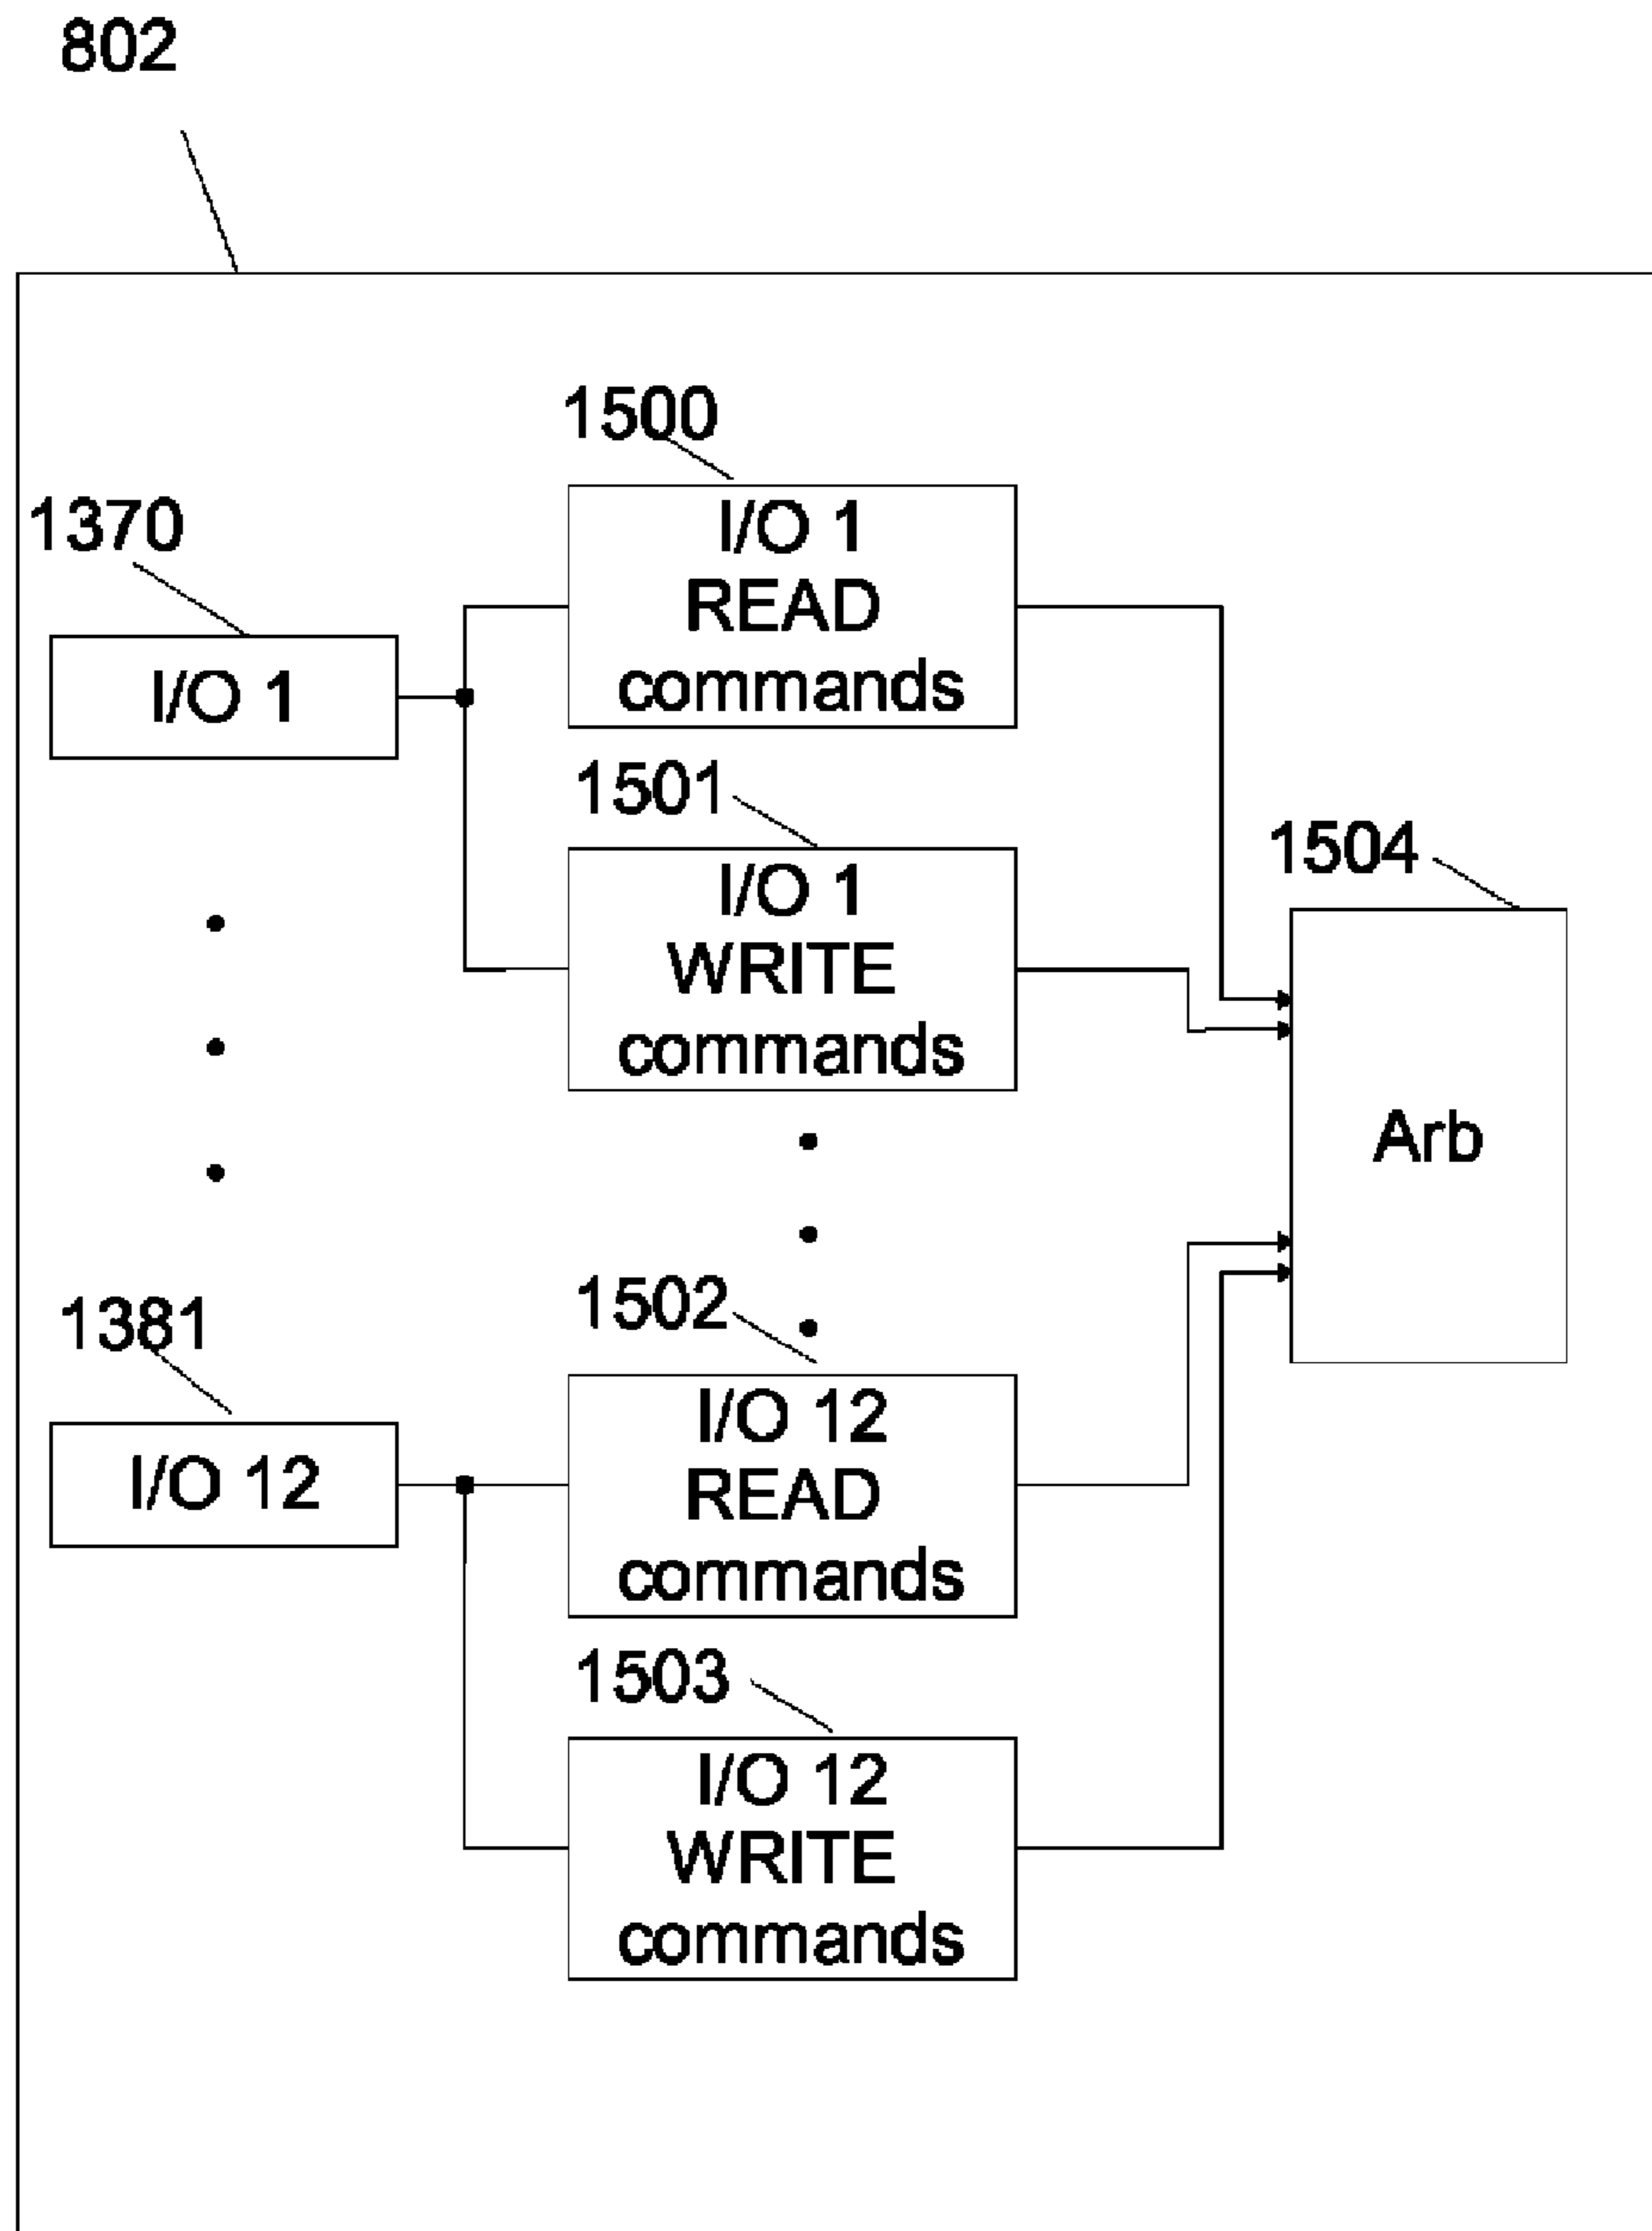 802
1500
1370
I/O 1
READ
commands
I/O 1
1501
I/O 1
WRITE
commands
1504
Arb
1502
1381
I/O 12
READ
commands
I/O 12
1503
I/O 12
WRITE
commands